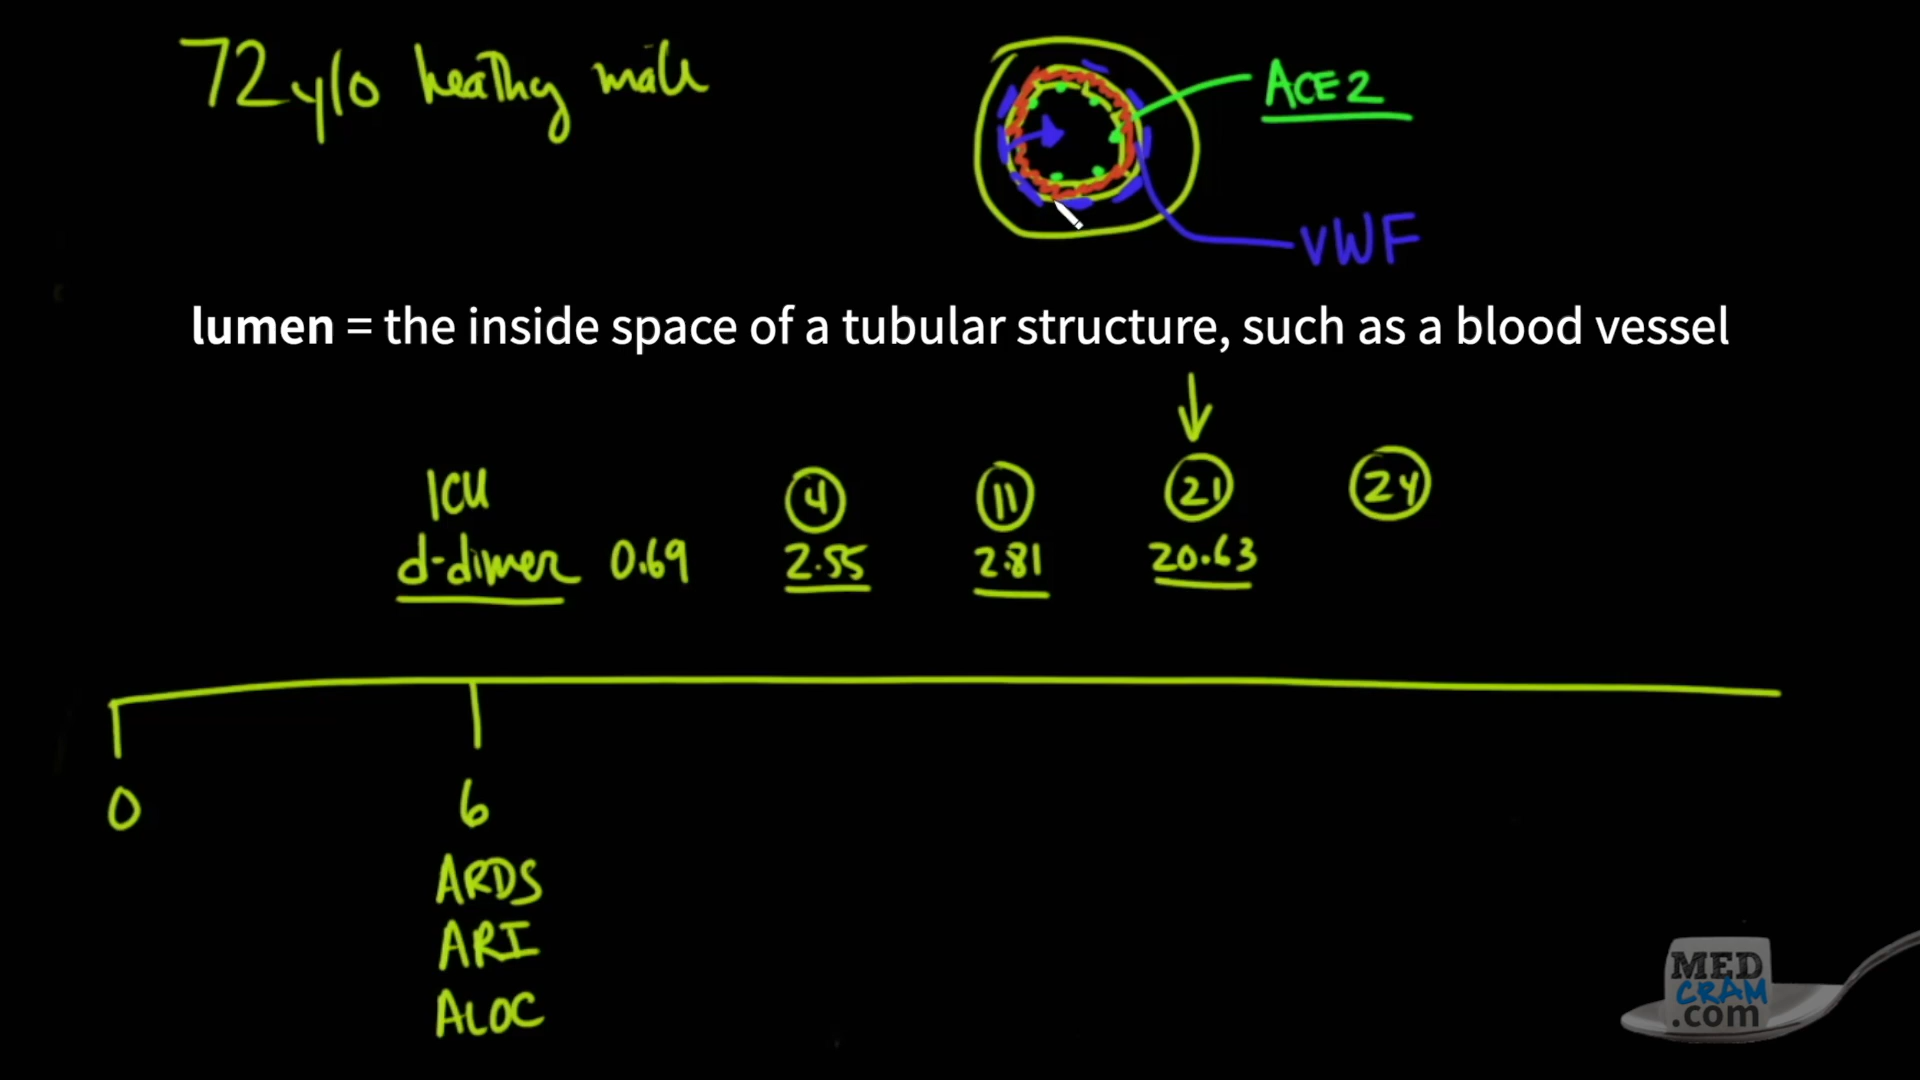 72 y/o healthy male
ACE2
VWF
lumen = the inside space of a tubular structure, such as a blood vessel
ICU 4 11 21 24
d-dimer 0.69 2.55 2.81 20.63
0 6
ARDS
ARI
ALOC
MED
CRAM
.com